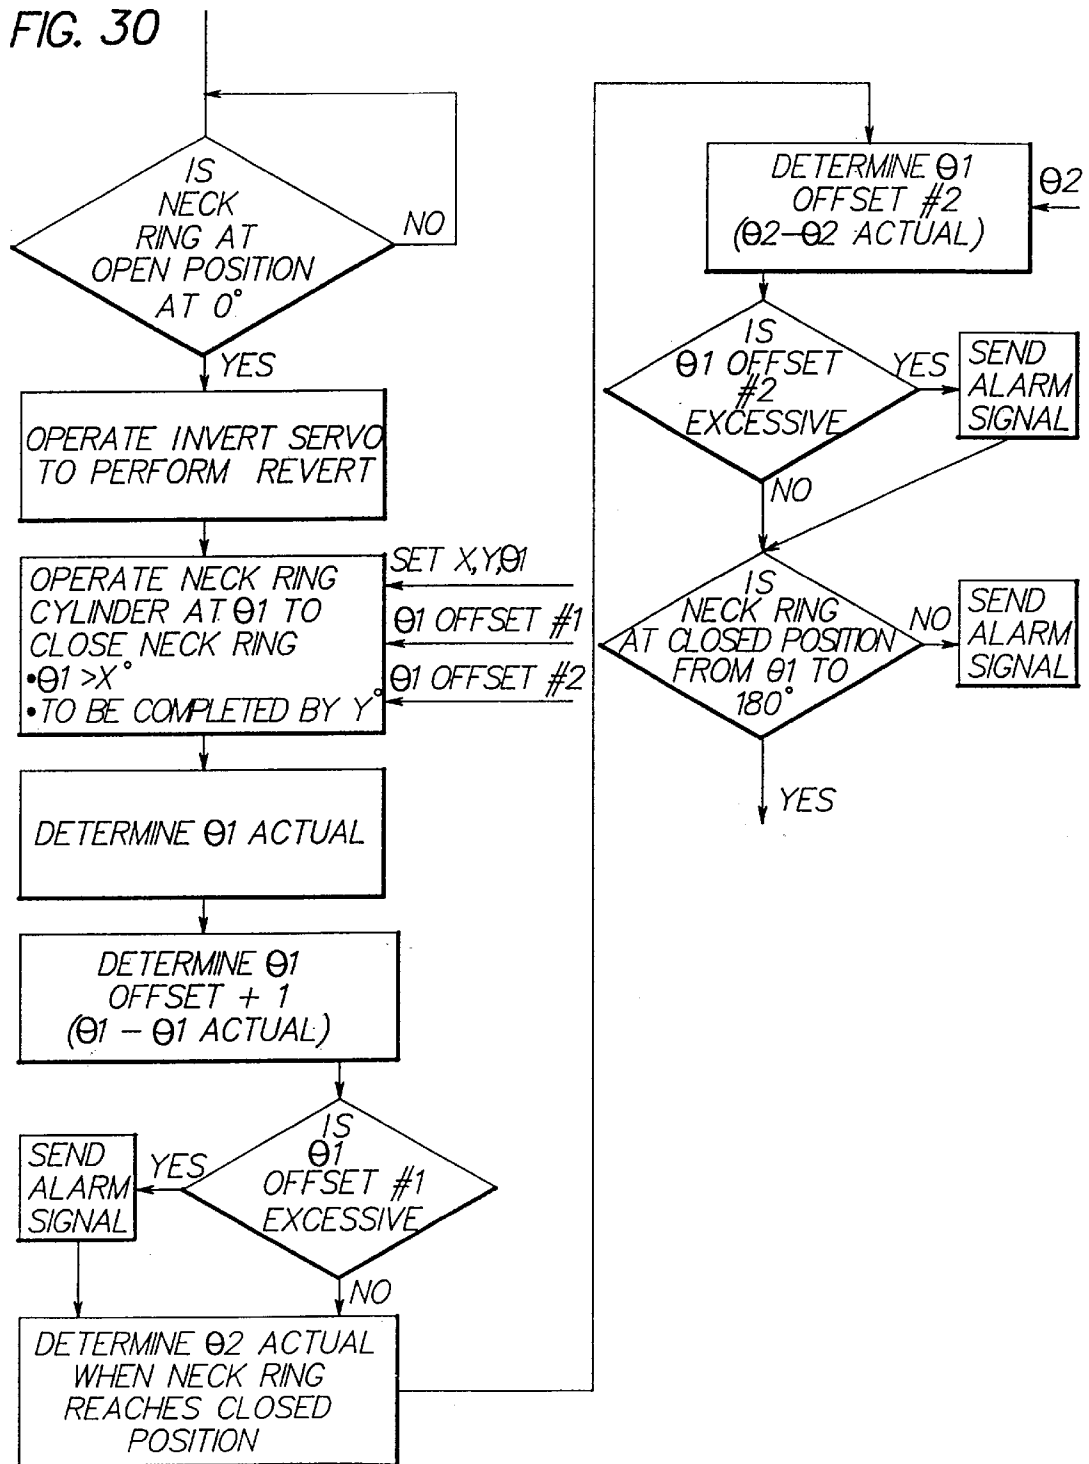 FIG. 30
IS
NECK
RING AT
OPEN POSITION
AT 0°
NO
YES
OPERATE INVERT SERVO
TO PERFORM REVERT
OPERATE NECK RING
CYLINDER AT Θ1 TO
CLOSE NECK RING
•Θ1 >X°
•TO BE COMPLETED BY Y°
SET X,Y,Θ1
Θ1 OFFSET #1
Θ1 OFFSET #2
DETERMINE Θ1 ACTUAL
DETERMINE Θ1
OFFSET + 1
(Θ1 – Θ1 ACTUAL)
IS
Θ1
OFFSET #1
EXCESSIVE
YES
SEND
ALARM
SIGNAL
NO
DETERMINE Θ2 ACTUAL
WHEN NECK RING
REACHES CLOSED
POSITION
DETERMINE Θ1
OFFSET #2
(Θ2–Θ2 ACTUAL)
Θ2
IS
Θ1 OFFSET
#2
EXCESSIVE
YES
SEND
ALARM
SIGNAL
NO
IS
NECK RING
AT CLOSED POSITION
FROM Θ1 TO
180°
NO
SEND
ALARM
SIGNAL
YES